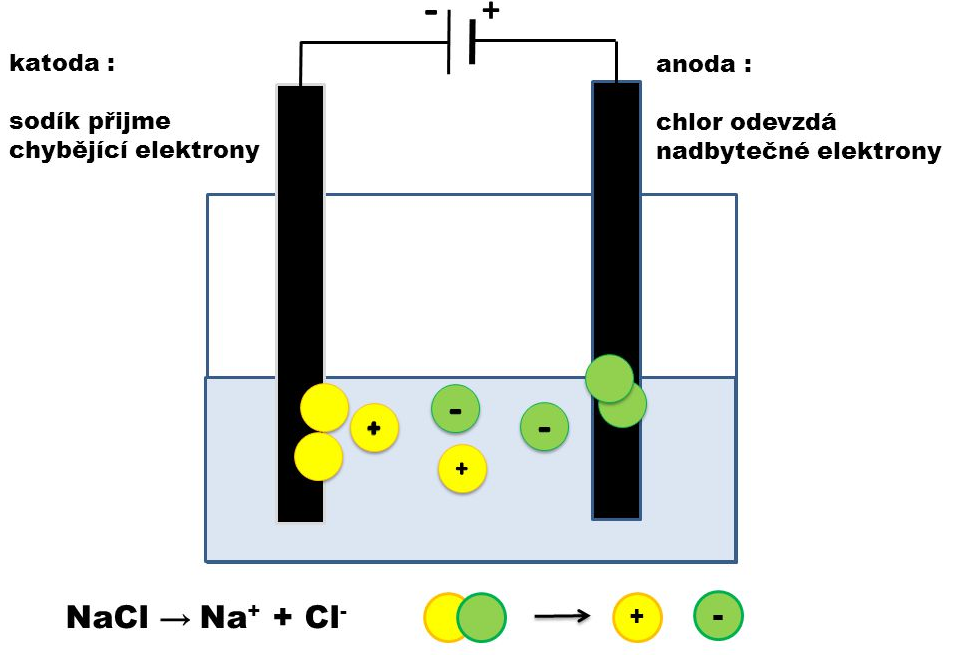 - +
katoda :
sodík přijme
chybějící elektrony
anoda :
chlor odevzdá
nadbytečné elektrony
+ - - +
NaCl → Na⁺ + Cl⁻
+ -